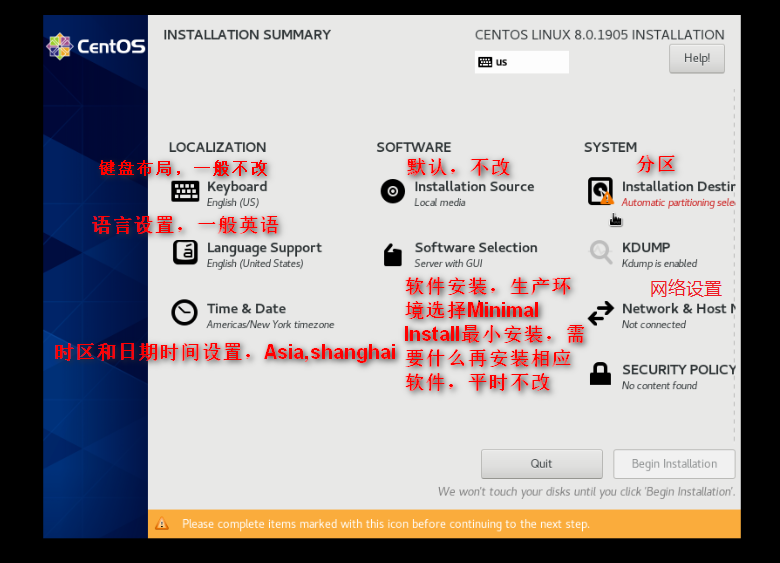 CentOS
INSTALLATION SUMMARY
CENTOS LINUX 8.0.1905 INSTALLATION
us
Help!
LOCALIZATION
键盘布局，一般不改
Keyboard
English (US)
语言设置，一般英语
Language Support
English (United States)
Time & Date
Americas/New York timezone
时区和日期时间设置，Asia.shanghai
SOFTWARE
默认，不改
Installation Source
Local media
Software Selection
Server with GUI
软件安装，生产环
境选择Minimal
Install最小安装，需
要什么再安装相应
软件，平时不改
SYSTEM
分区
Installation Destin
Automatic partitioning sele
KDUMP
Kdump is enabled
网络设置
Network & Host N
Not connected
SECURITY POLICY
No content found
Quit
Begin Installation
We won't touch your disks until you click 'Begin Installation'.
Please complete items marked with this icon before continuing to the next step.